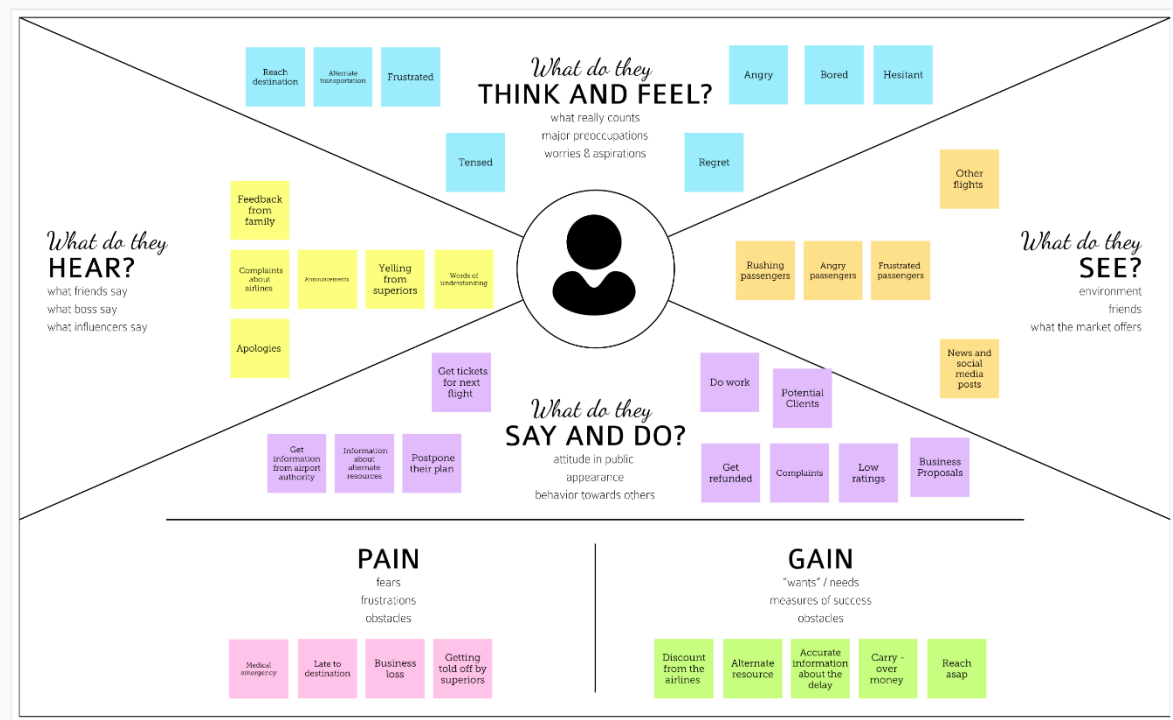 Reach
destination
Alternate
transportation
Frustrated
What do they
THINK AND FEEL?
what really counts
major preoccupations
worries & aspirations
Angry
Bored
Hesitant
Tensed
Regret
What do they
HEAR?
what friends say
what boss say
what influencers say
Feedback
from
family
Complaints
about
airlines
Announcements
Yelling
from
superiors
Words of
understanding
Apologies
Other
flights
Rushing
passengers
Angry
passengers
Frustrated
passengers
News and
social
media
posts
What do they
SEE?
environment
friends
what the market offers
Get tickets
for next
flight
What do they
SAY AND DO?
attitude in public
appearance
behavior towards others
Get
information
from airport
authority
Information
about
alternate
resources
Postpone
their plan
Do work
Potential
Clients
Get
refunded
Complaints
Low
ratings
Business
Proposals
PAIN
fears
frustrations
obstacles
Medical
emergency
Late to
destination
Business
loss
Getting
told off by
superiors
GAIN
"wants" / needs
measures of success
obstacles
Discount
from the
airlines
Alternate
resource
Accurate
information
about the
delay
Carry -
over
money
Reach
asap